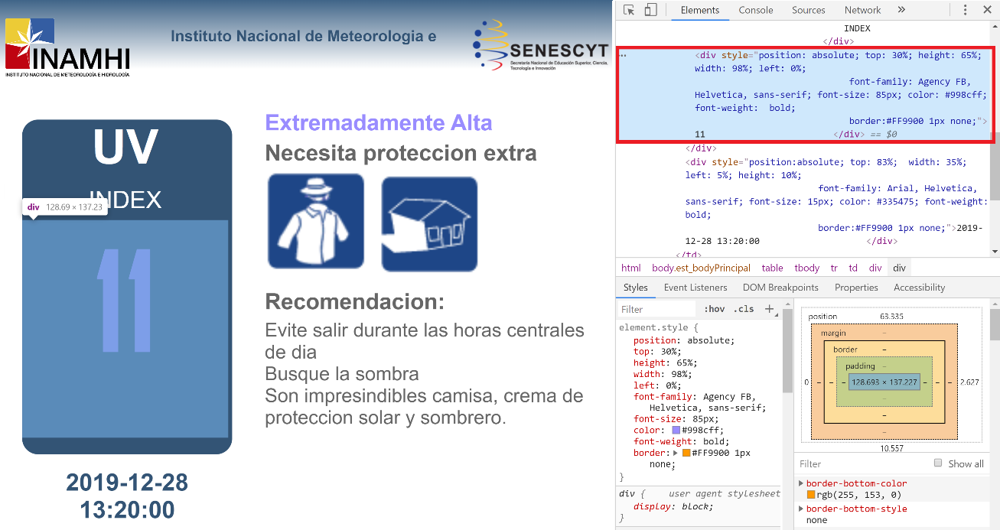 INAMHI
INSTITUTO NACIONAL DE METEOROLOGÍA E HIDROLOGÍA
Instituto Nacional de Meteorologia e
SENESCYT
Secretaría Nacional de Educación Superior, Ciencia,
Tecnología e Innovación
UV
INDEX
div 128.69 × 137.23
11
2019-12-28
13:20:00
Extremadamente Alta
Necesita proteccion extra
Recomendacion:
Evite salir durante las horas centrales
de dia
Busque la sombra
Son impresindibles camisa, crema de
proteccion solar y sombrero.
Elements Console Sources Network »
INDEX
</div>
··· <div style="position: absolute; top: 30%; height: 65%;
width: 98%; left: 0%;
font-family: Agency FB,
Helvetica, sans-serif; font-size: 85px; color: #998cff;
font-weight: bold;
border:#FF9900 1px none;">
11 </div> == $0
</div>
<div style="position:absolute; top: 83%; width: 35%;
left: 5%; height: 10%;
font-family: Arial, Helvetica,
sans-serif; font-size: 15px; color: #335475; font-weight:
bold;
border:#FF9900 1px none;">2019-
12-28 13:20:00 </div>
</td>
html body.est_bodyPrincipal table tbody tr td div div
Styles Event Listeners DOM Breakpoints Properties Accessibility
Filter :hov .cls +
element.style {
position: absolute;
top: 30%;
height: 65%;
width: 98%;
left: 0%;
font-family: Agency FB,
Helvetica, sans-serif;
font-size: 85px;
color: #998cff;
font-weight: bold;
border: #FF9900 1px
none;
}
div { user agent stylesheet
display: block;
}
position 63.335
margin –
border –
padding –
0 – – – 128.693 × 137.227 – – – 2.627
–
–
–
10.557
Filter Show all
border-bottom-color
rgb(255, 153, 0)
border-bottom-style
none